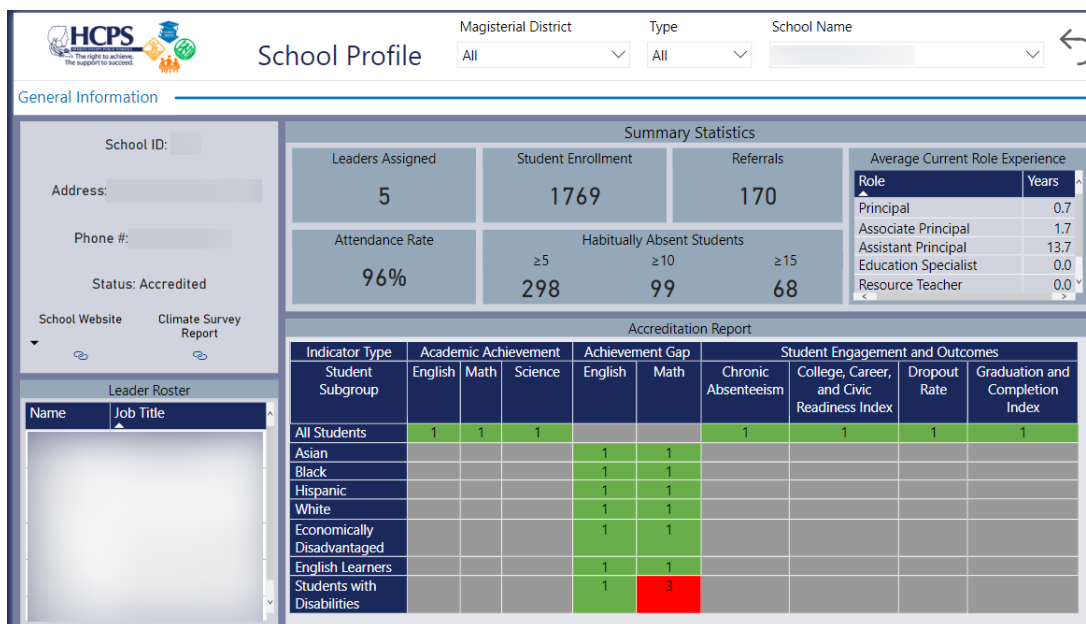 HCPS
The right to achieve.
The support to succeed.
School Profile
Magisterial District
All
Type
All
School Name
General Information
School ID:
Address:
Phone #:
Status: Accredited
School Website
Climate Survey
Report
Leader Roster
Name Job Title
Summary Statistics
Leaders Assigned
5
Student Enrollment
1769
Referrals
170
Attendance Rate
96%
Habitually Absent Students
≥5 ≥10 ≥15
298 99 68
Average Current Role Experience
Role Years
Principal 0.7
Associate Principal 1.7
Assistant Principal 13.7
Education Specialist 0.0
Resource Teacher 0.0
Accreditation Report
Indicator Type Academic Achievement Achievement Gap Student Engagement and Outcomes
Student English Math Science English Math Chronic College, Career, Dropout Graduation and
Subgroup Absenteeism and Civic Rate Completion
Readiness Index Index
All Students 1 1 1 1 1 1 1
Asian 1 1
Black 1 1
Hispanic 1 1
White 1 1
Economically 1 1
Disadvantaged
English Learners 1 1
Students with 1 3
Disabilities